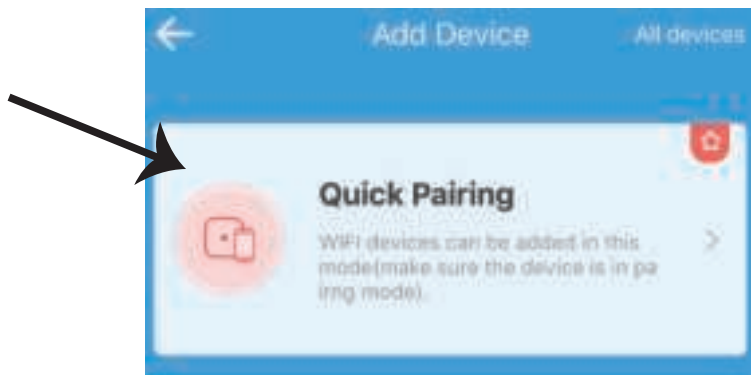 Add Device
All devices
Quick Pairing
WIFI devices can be added in this
mode(make sure the device is in pa
irng mode).